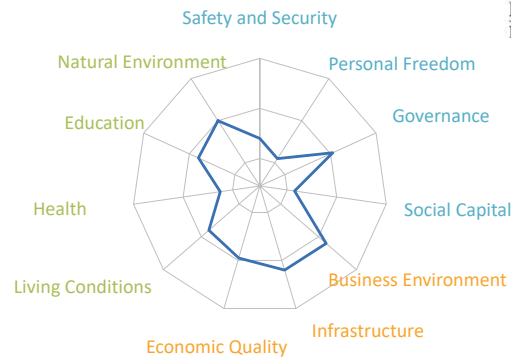 Safety and Security
Natural Environment
Personal Freedom
Education
Governance
Health
Social Capital
Living Conditions
Business Environment
Infrastructure
Economic Quality